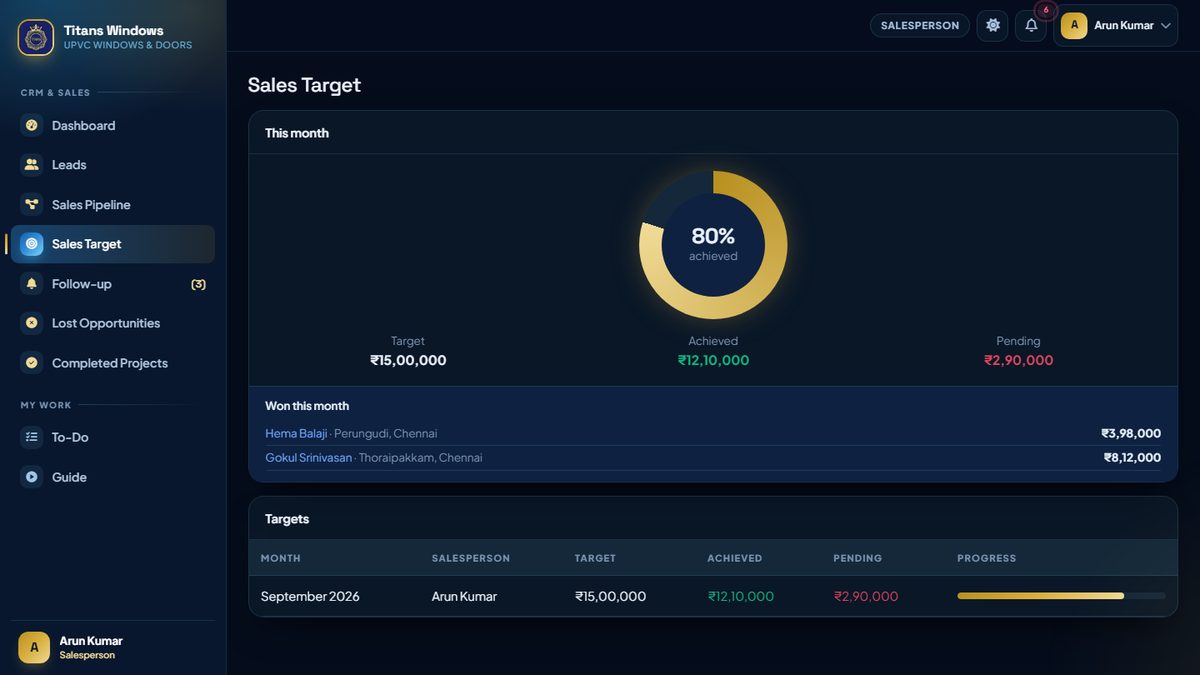 Titans Windows
UPVC WINDOWS & DOORS
SALESPERSON
6
A
Arun Kumar
CRM & SALES
Dashboard
Leads
Sales Pipeline
Sales Target
Follow-up (3)
Lost Opportunities
Completed Projects
MY WORK
To-Do
Guide
A
Arun Kumar
Salesperson
Sales Target
This month
80%
achieved
Target Achieved Pending
₹15,00,000 ₹12,10,000 ₹2,90,000
Won this month
Hema Balaji · Perungudi, Chennai ₹3,98,000
Gokul Srinivasan · Thoraipakkam, Chennai ₹8,12,000
Targets
MONTH SALESPERSON TARGET ACHIEVED PENDING PROGRESS
September 2026 Arun Kumar ₹15,00,000 ₹12,10,000 ₹2,90,000